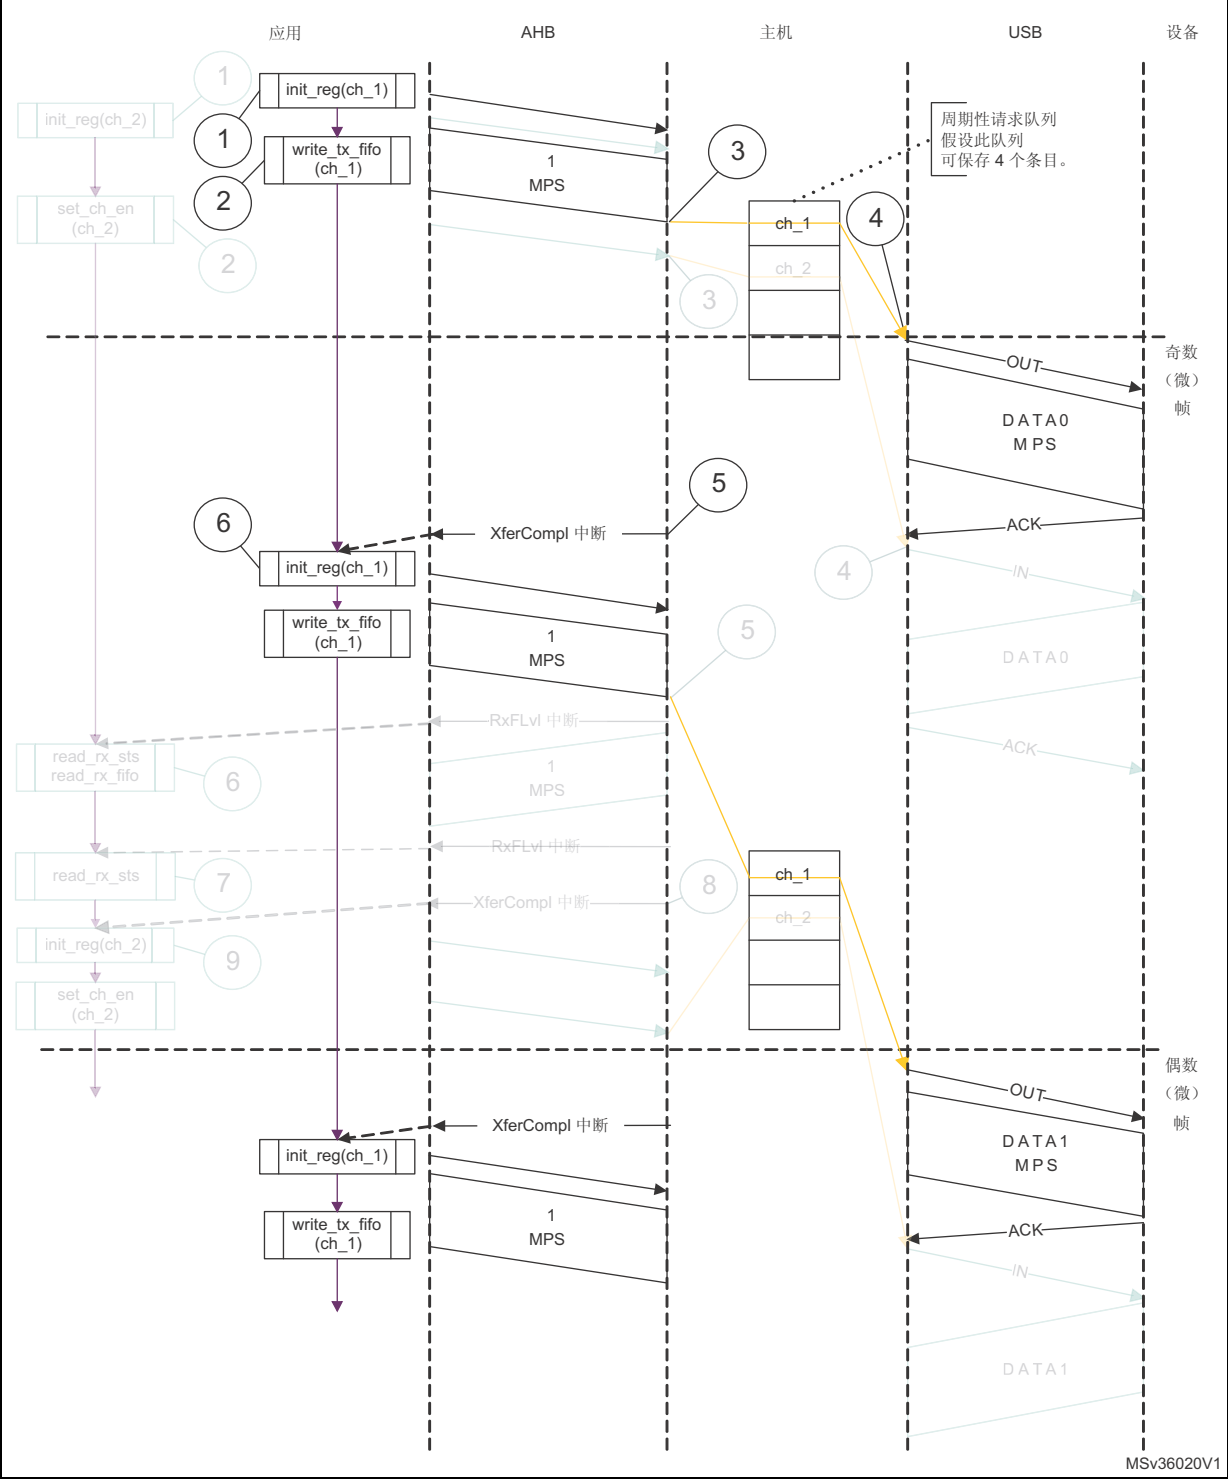 应用
AHB
主机
USB
设备
1
init_reg(ch_1)
init_reg(ch_2)
1
周期性请求队列
假设此队列
可保存 4 个条目。
write_tx_fifo
(ch_1)
1
MPS
3
2
set_ch_en
(ch_2)
2
ch_1
4
ch_2
3
奇数
（微）
帧
OUT
DATA0
MPS
5
6
XferCompl 中断
ACK
init_reg(ch_1)
4
IN
write_tx_fifo
(ch_1)
1
MPS
5
DATA0
RxFLvl 中断
ACK
read_rx_sts
read_rx_fifo
6
1
MPS
RxFLvl 中断
read_rx_sts
7
8
ch_1
XferCompl 中断
ch_2
init_reg(ch_2)
9
set_ch_en
(ch_2)
偶数
（微）
帧
OUT
XferCompl 中断
DATA1
MPS
init_reg(ch_1)
write_tx_fifo
(ch_1)
1
MPS
ACK
IN
DATA1
MSv36020V1